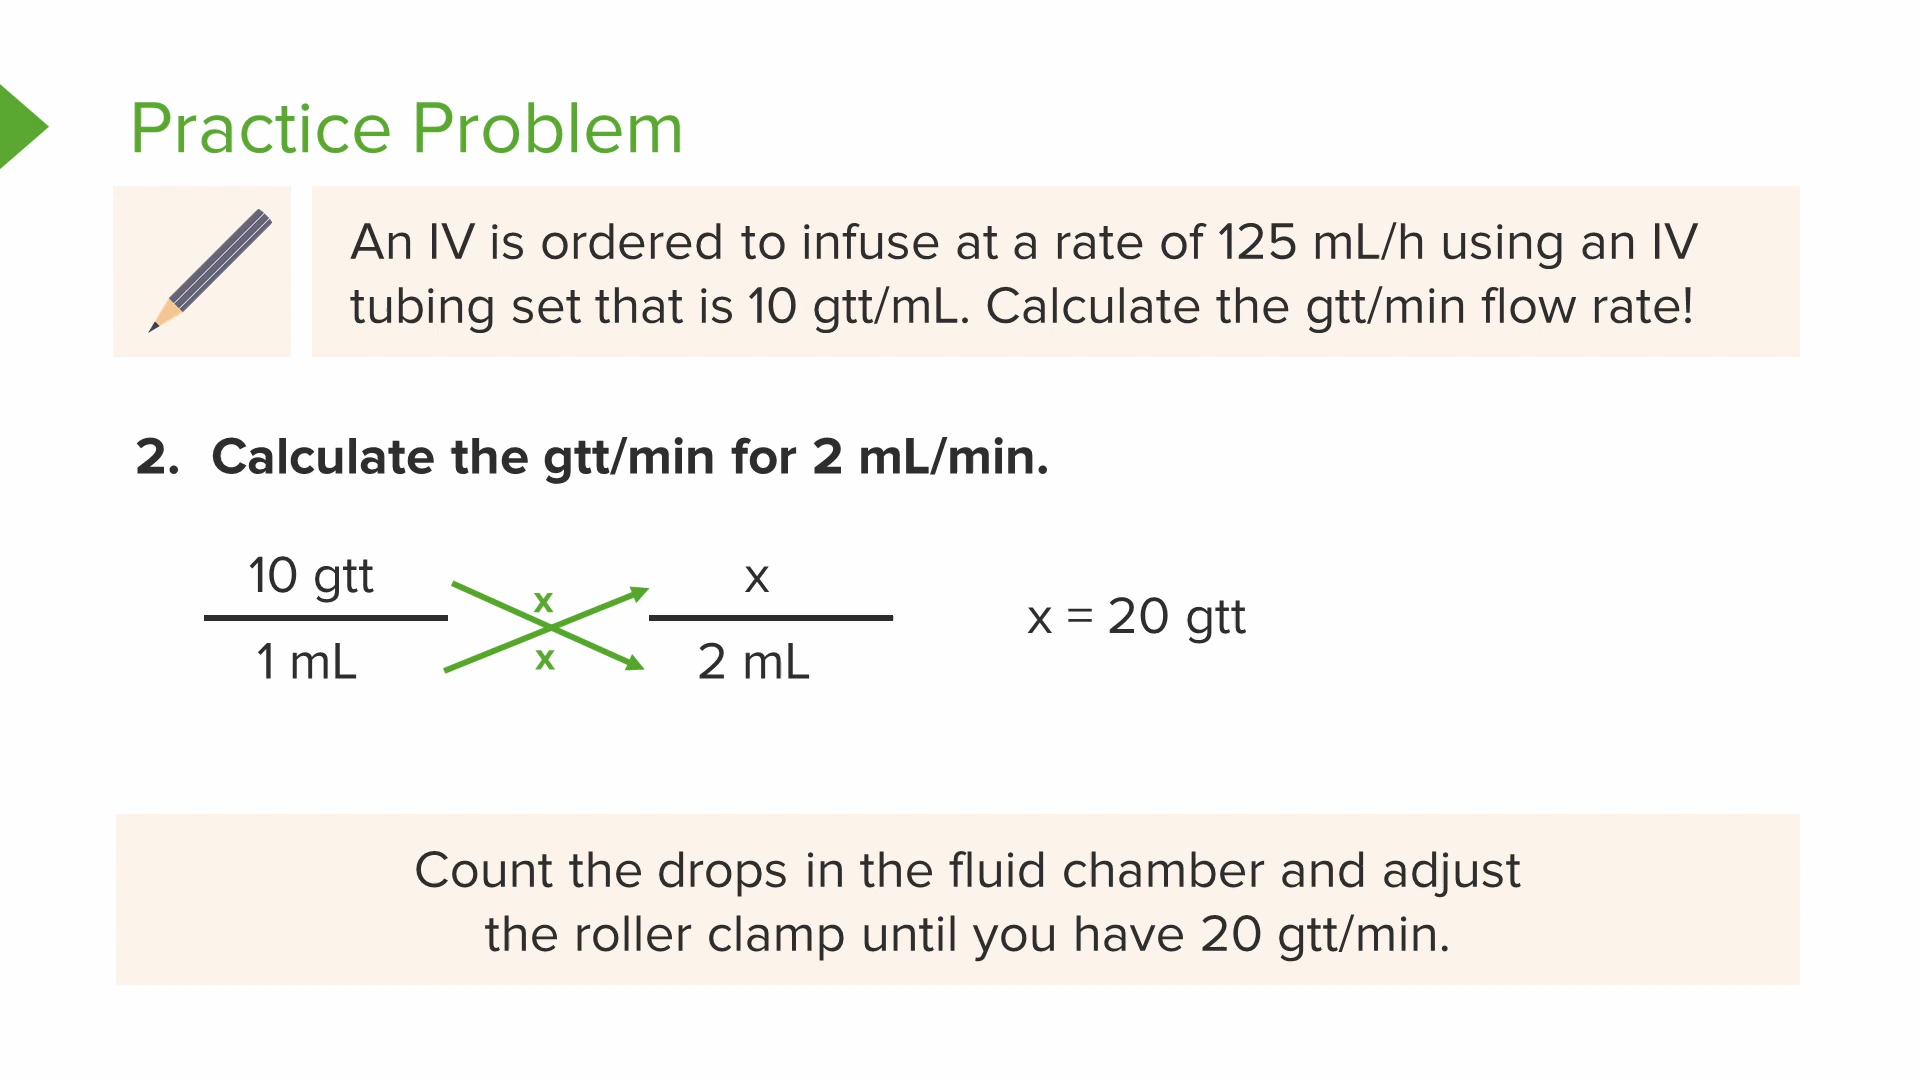 Practice Problem
An IV is ordered to infuse at a rate of 125 mL/h using an IV
tubing set that is 10 gtt/mL. Calculate the gtt/min flow rate!
2. Calculate the gtt/min for 2 mL/min.
10 gtt x x
x = 20 gtt
1 mL x 2 mL
Count the drops in the fluid chamber and adjust
the roller clamp until you have 20 gtt/min.